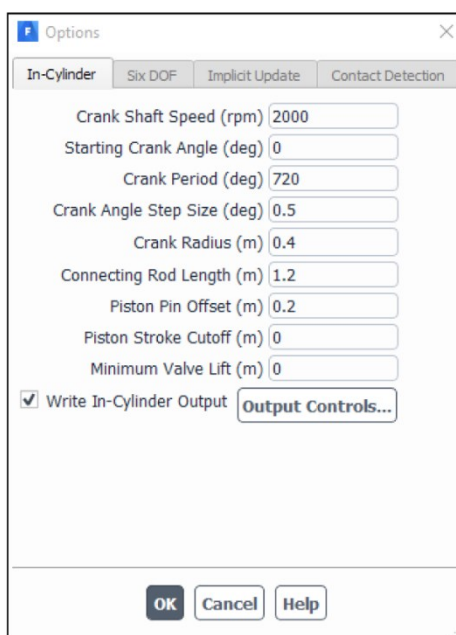 F Options
In-Cylinder Six DOF Implicit Update Contact Detection
Crank Shaft Speed (rpm) 2000
Starting Crank Angle (deg) 0
Crank Period (deg) 720
Crank Angle Step Size (deg) 0.5
Crank Radius (m) 0.4
Connecting Rod Length (m) 1.2
Piston Pin Offset (m) 0.2
Piston Stroke Cutoff (m) 0
Minimum Valve Lift (m) 0
Write In-Cylinder Output Output Controls...
OK Cancel Help